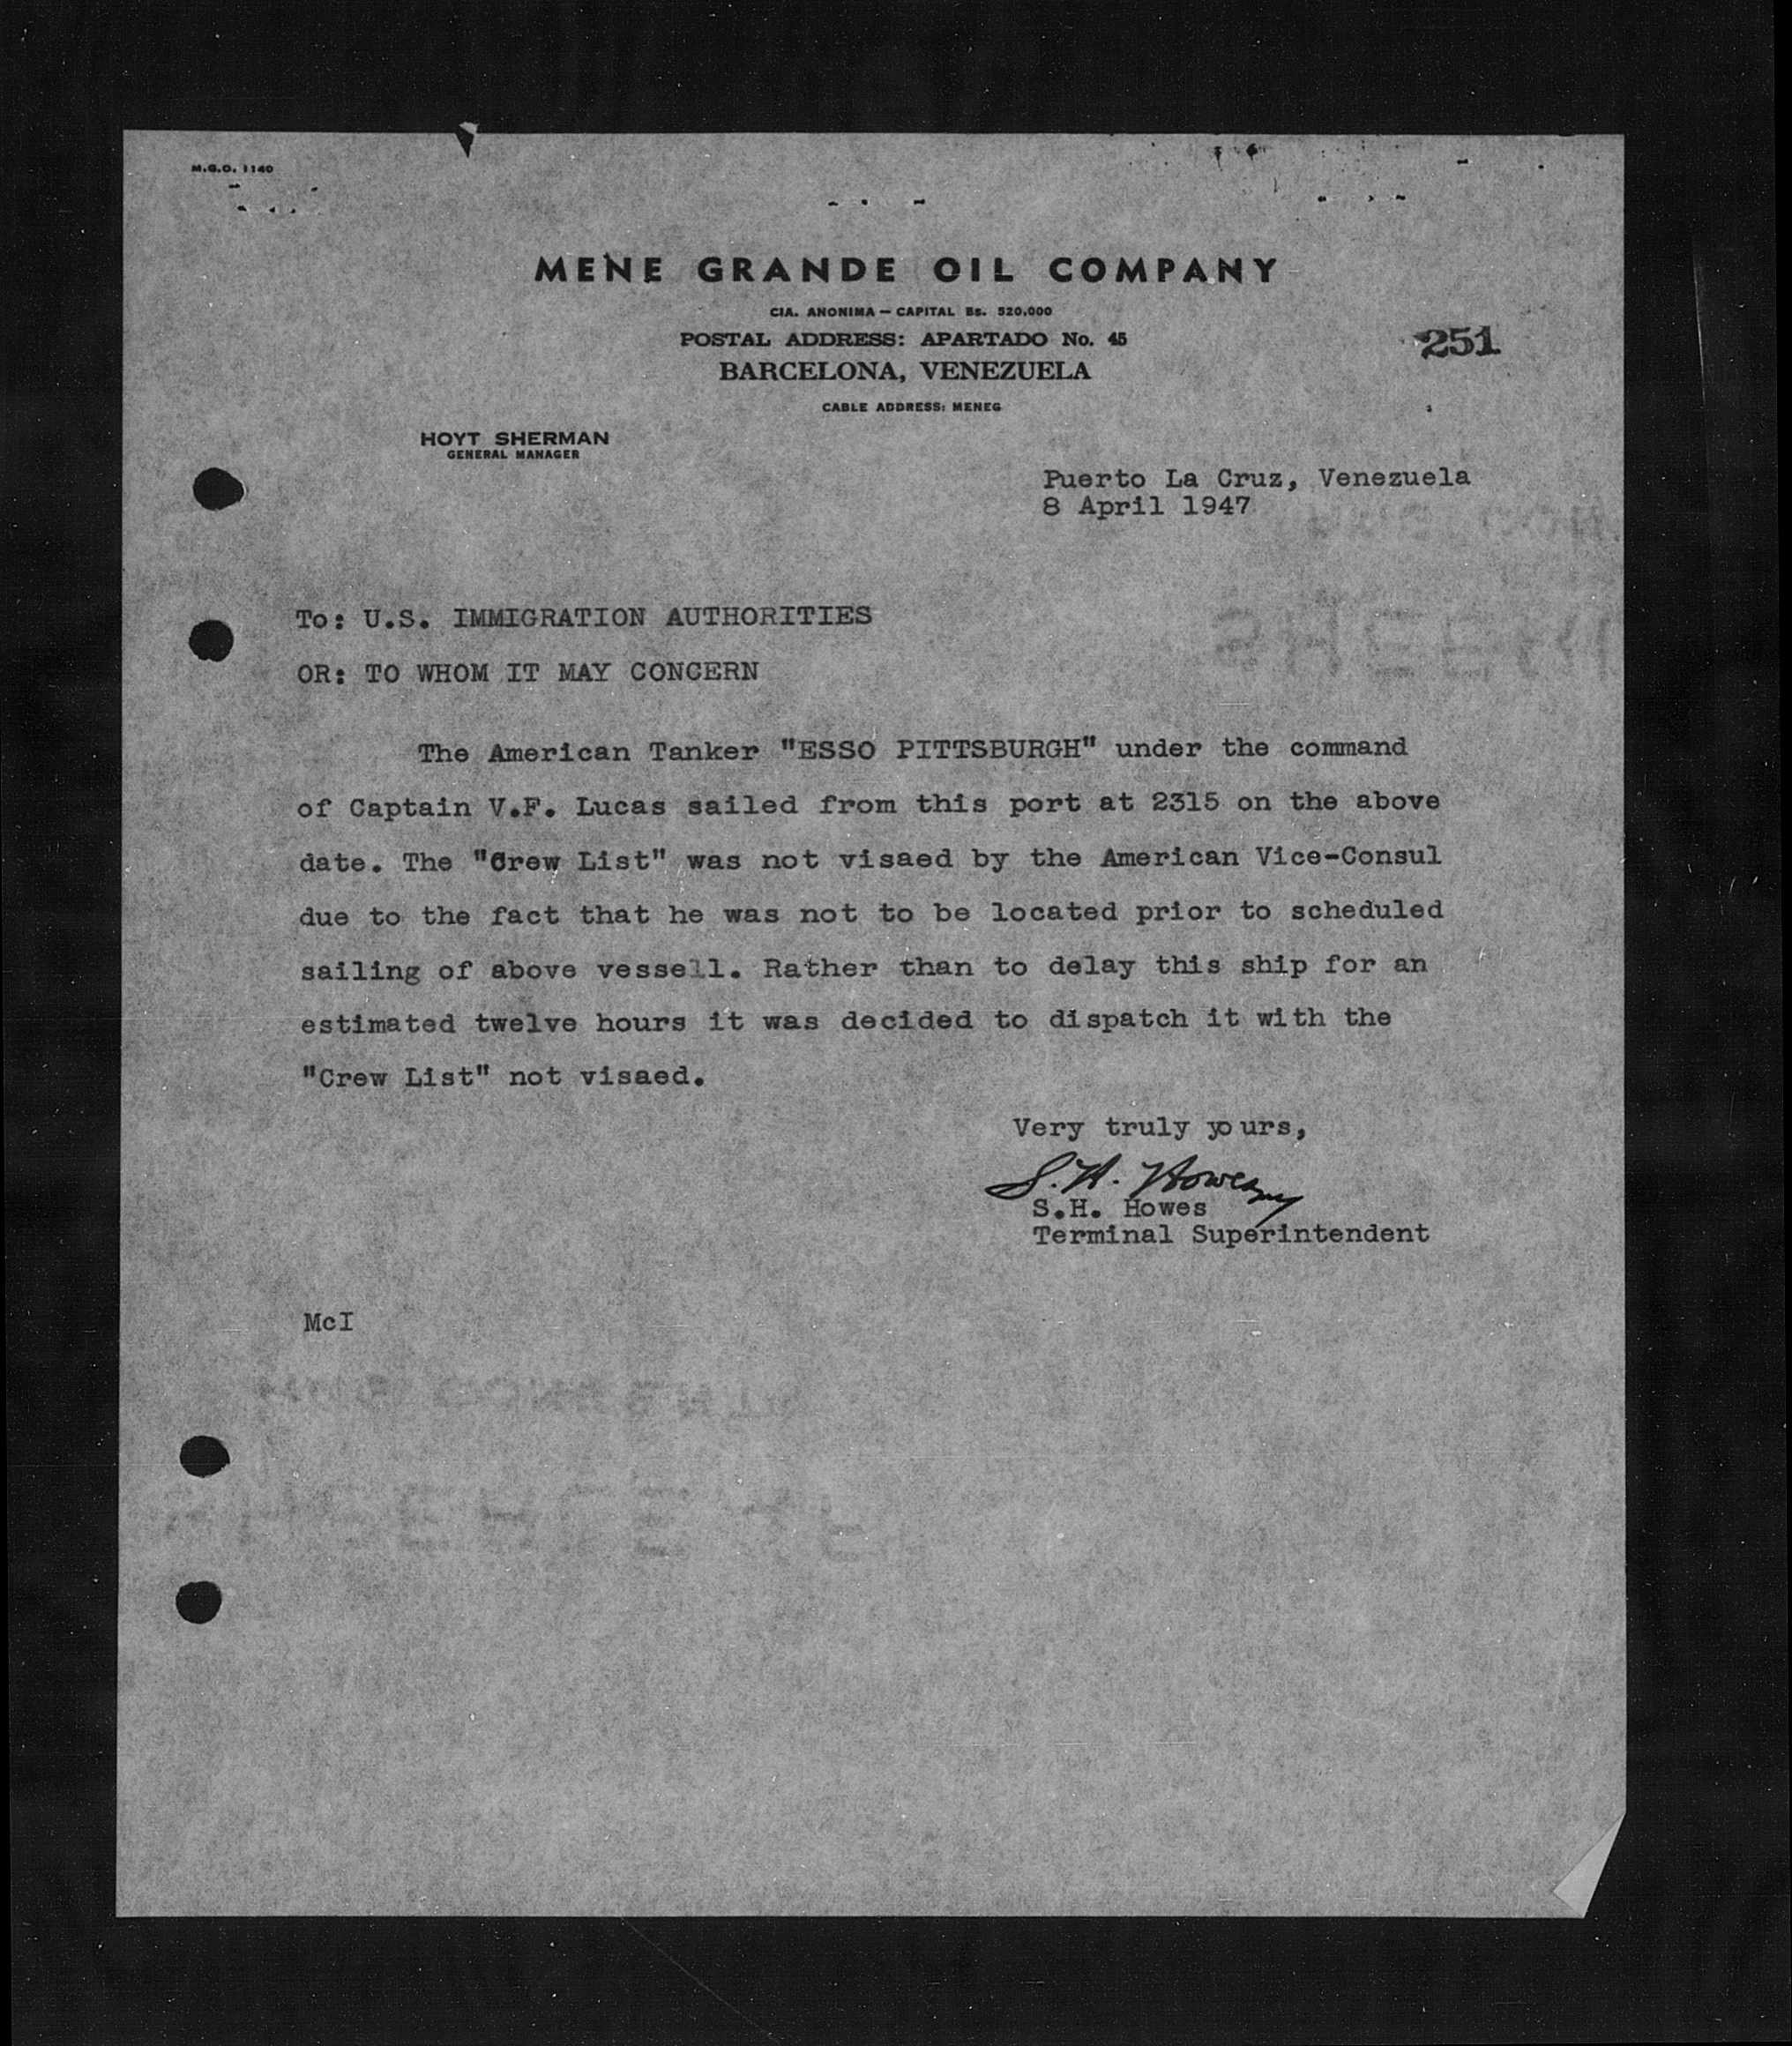 M.G.O. 1140
MENE GRANDE OIL COMPANY
CIA. ANONIMA — CAPITAL Bs. 520,000
POSTAL ADDRESS: APARTADO No. 45
251
BARCELONA, VENEZUELA
CABLE ADDRESS: MENEG
HOYT SHERMAN
GENERAL MANAGER
Puerto La Cruz, Venezuela
8 April 1947
To: U.S. IMMIGRATION AUTHORITIES
OR: TO WHOM IT MAY CONCERN
The American Tanker "ESSO PITTSBURGH" under the command
of Captain V.F. Lucas sailed from this port at 2315 on the above
date. The "Crew List" was not visaed by the American Vice-Consul
due to the fact that he was not to be located prior to scheduled
sailing of above vessell. Rather than to delay this ship for an
estimated twelve hours it was decided to dispatch it with the
"Crew List" not visaed.
Very truly yours,
S. H. Howes
S.H. Howes
Terminal Superintendent
McI